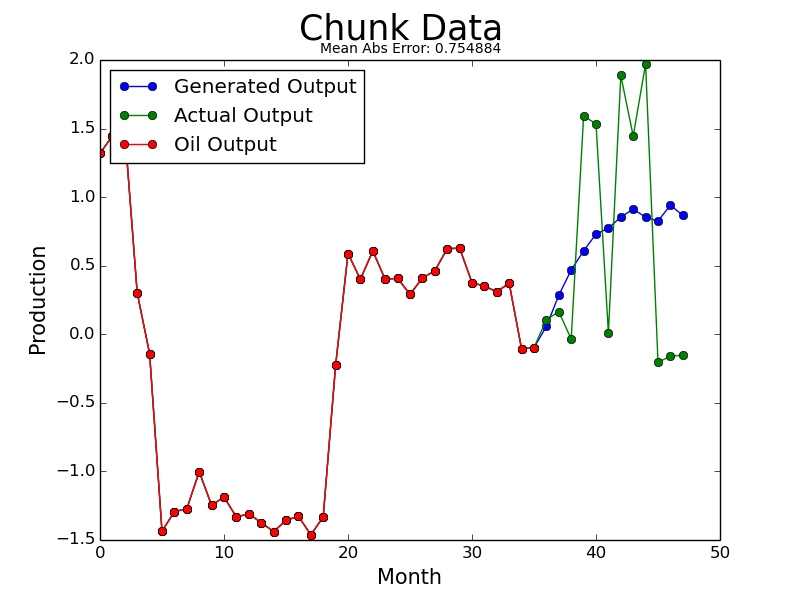 Chunk Data
Mean Abs Error: 0.754884
Generated Output
Actual Output
Oil Output
2.0
1.5
1.0
0.5
0.0
−0.5
−1.0
−1.5
Production
0 10 20 30 40 50
Month